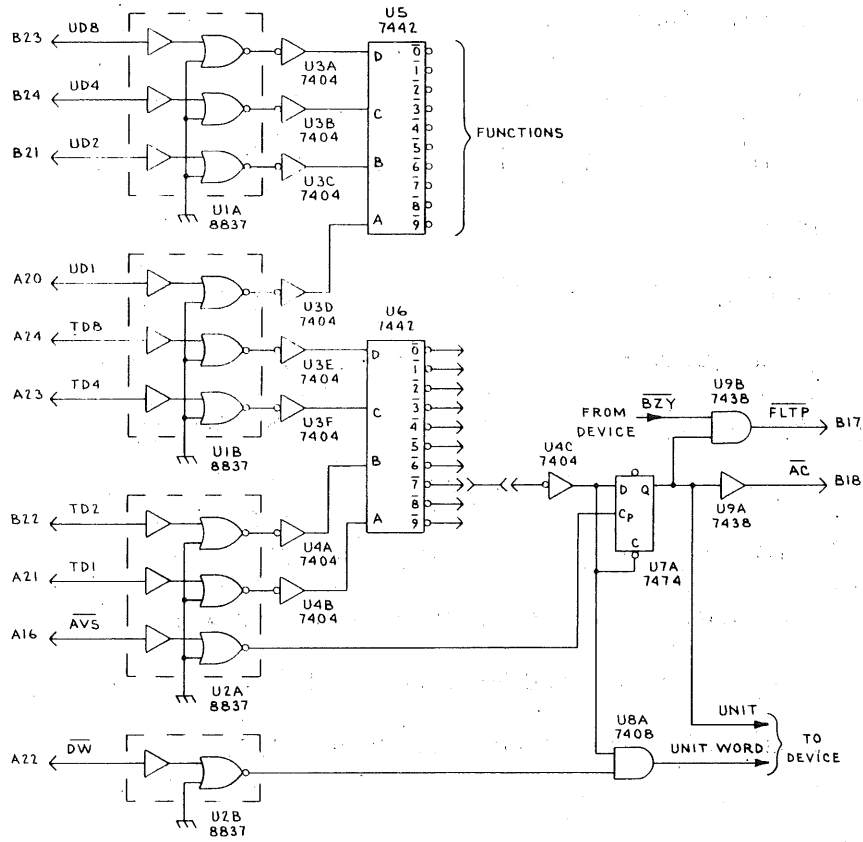 U5
7442
B23 UD8
U3A
7404
D
0
1
2
3
4
5
6
7
8
9
FUNCTIONS
B24 UD4
U3B
7404
C
B21 UD2
U3C
7404
B
U1A
8837
A
A20 UD1
U3D
7404
U6
7442
A24 TD8
U3E
7404
D
0
1
2
3
4
5
6
7
8
9
A23 TD4
U3F
7404
C
U1B
8837
B
A
B22 TD2
U4A
7404
A21 TD1
U4B
7404
A16 AVS
U2A
8837
U4C
7404
FROM
DEVICE
BZY
U9B
7438
FLTP
B17
D Q
CP
C
U7A
7474
AC
B18
U9A
7438
A22 DW
U2B
8837
U8A
7408
UNIT
UNIT WORD
TO
DEVICE